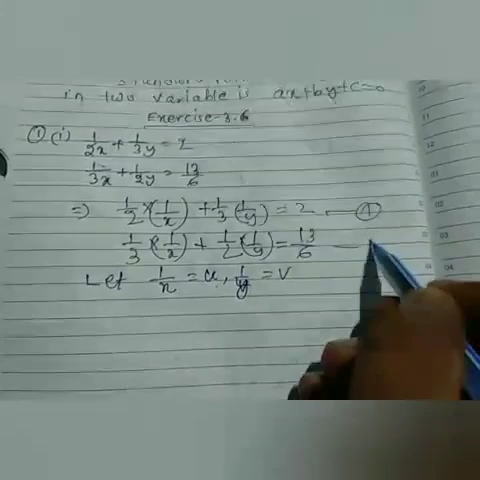 in two variable is ax+by+c=0
Exercise-3.6
① (i) 1/2x + 1/3y = 2
1/3x + 1/2y = 13/6
⇒ 1/2 × (1/x) + 1/3 (1/y) = 2 — ①
1/3 × (1/x) + 1/2 × (1/y) = 13/6 —
Let 1/x = u, 1/y = v